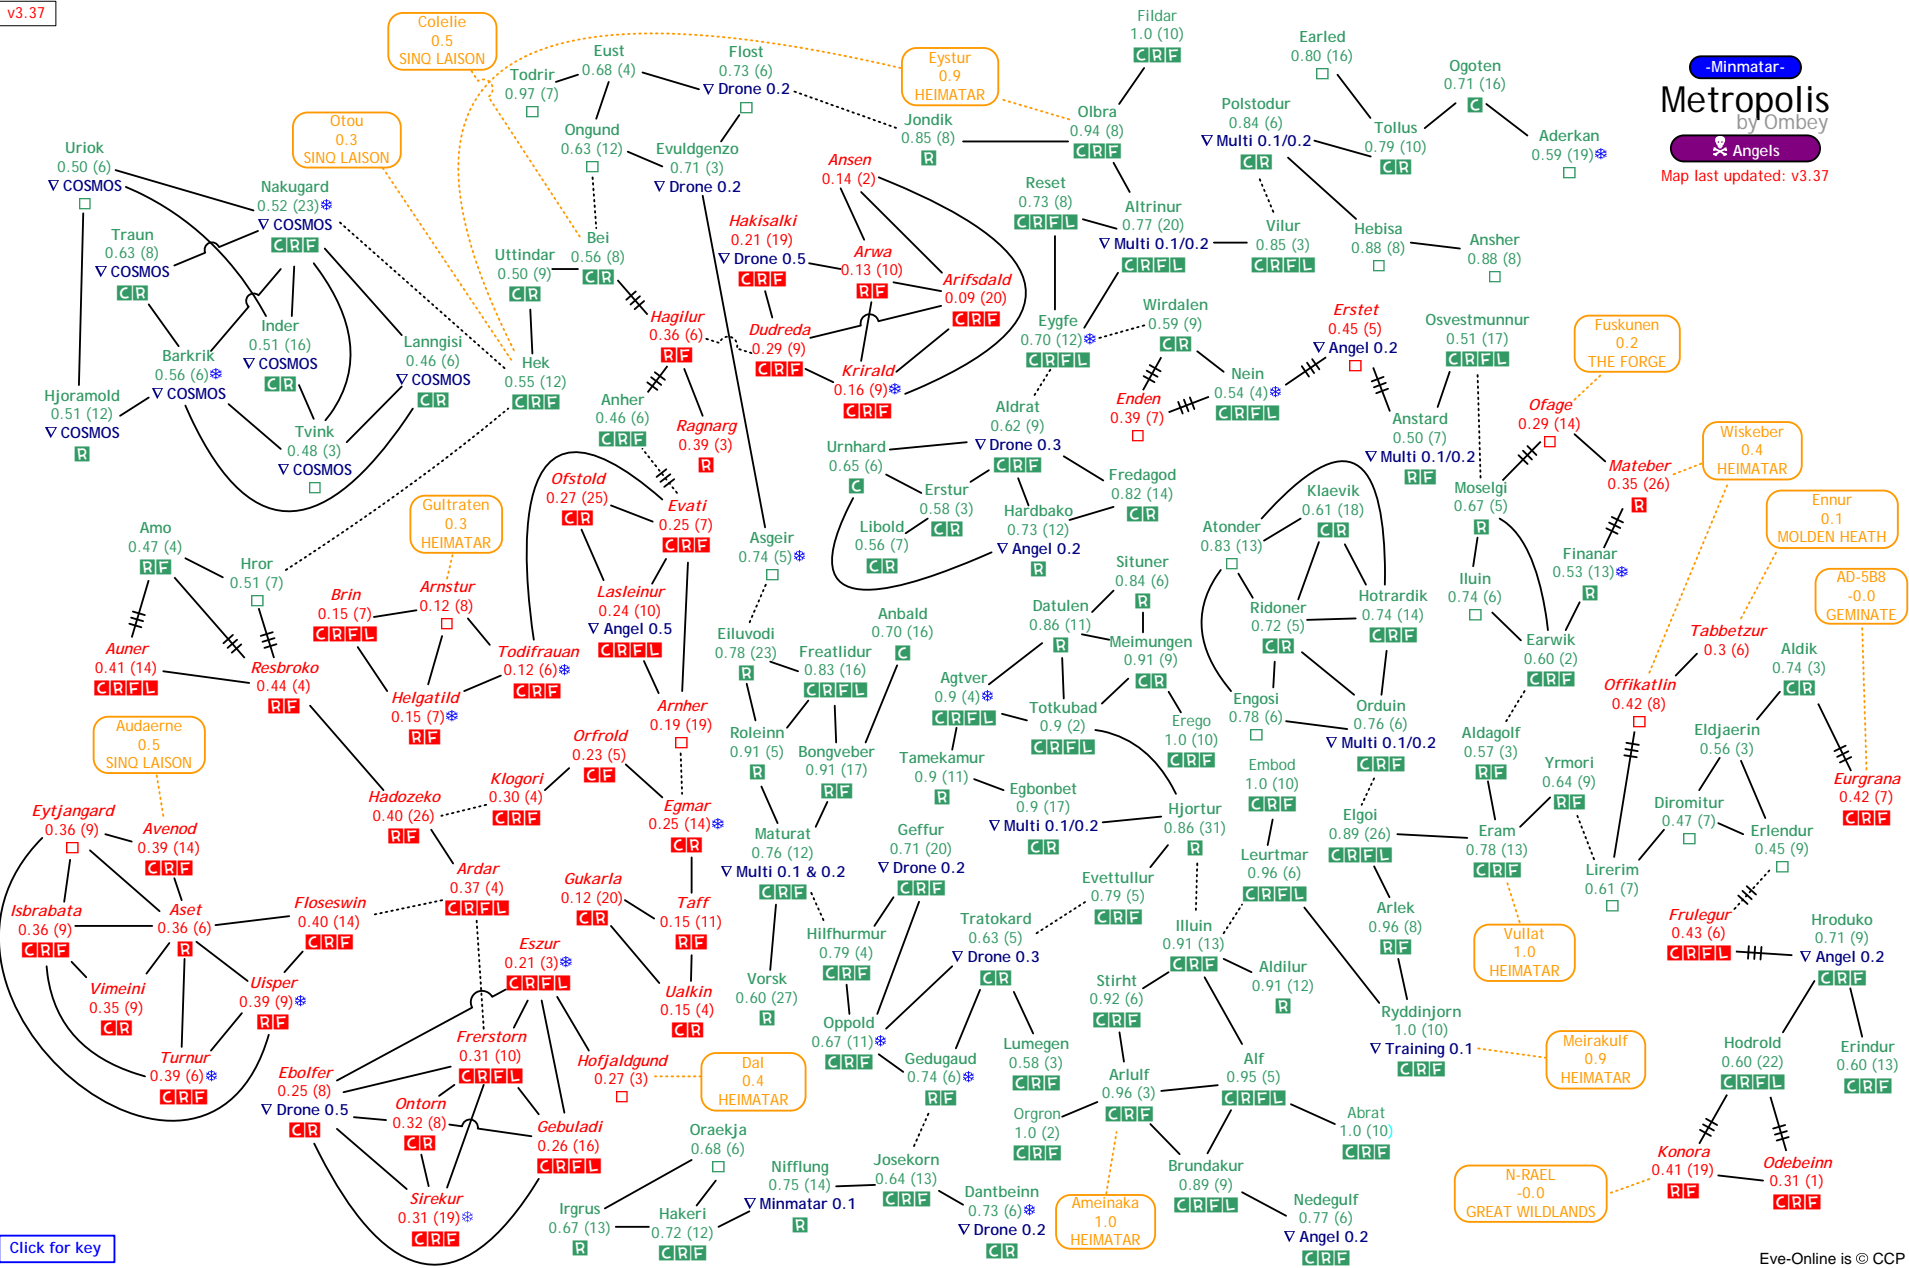 v3.37
Colelie
0.5
SINQ LAISON
Eystur
0.9
HEIMATAR
Otou
0.3
SINQ LAISON
-Minmatar-
Metropolis
by Ombey
Angels
Map last updated: v3.37
Fildar
1.0 (10)
C R F
Earled
0.80 (16)
Ogoten
0.71 (16)
C
Todrir
0.97 (7)
Eust
0.68 (4)
Flost
0.73 (6)
∇ Drone 0.2
Jondik
0.85 (8)
R
Olbra
0.94 (8)
C R F
Polstodur
0.84 (6)
∇ Multi 0.1/0.2
C R
Tollus
0.79 (10)
C R
Aderkan
0.59 (19)❄
Ongund
0.63 (12)
Evuldgenzo
0.71 (3)
∇ Drone 0.2
Uriok
0.50 (6)
∇ COSMOS
Nakugard
0.52 (23)❄
∇ COSMOS
C R F
Traun
0.63 (8)
∇ COSMOS
C R
Ansen
0.14 (2)
Reset
0.73 (8)
C R F L
Altrinur
0.77 (20)
∇ Multi 0.1/0.2
C R F L
Vilur
0.85 (3)
C R F L
Hebisa
0.88 (8)
Ansher
0.88 (8)
Hakisalki
0.21 (19)
∇ Drone 0.5
C R F
Arwa
0.13 (10)
R F
Arifsdald
0.09 (20)
C R F
Uttindar
0.50 (9)
C R
Bei
0.56 (8)
C R
Inder
0.51 (16)
∇ COSMOS
C R
Lanngisi
0.46 (6)
∇ COSMOS
C R
Barkrik
0.56 (6)❄
∇ COSMOS
Hjoramold
0.51 (12)
∇ COSMOS
R
Tvink
0.48 (3)
∇ COSMOS
Hek
0.55 (12)
C R F
Hagilur
0.36 (6)
R F
Dudreda
0.29 (9)
C R F
Krirald
0.16 (9)❄
C R F
Eygfe
0.70 (12)❄
C R F L
Wirdalen
0.59 (9)
C R
Erstet
0.45 (5)
∇ Angel 0.2
Osvestmunnur
0.51 (17)
C R F L
Fuskunen
0.2
THE FORGE
Nein
0.54 (4)❄
C R F L
Enden
0.39 (7)
Anstard
0.50 (7)
∇ Multi 0.1/0.2
R F
Ofage
0.29 (14)
Wiskeber
0.4
HEIMATAR
Mateber
0.35 (26)
R
Anher
0.46 (6)
C R F
Ragnarg
0.39 (3)
R
Aldrat
0.62 (9)
∇ Drone 0.3
C R F
Urnhard
0.65 (6)
C
Fredagod
0.82 (14)
C R
Erstur
0.58 (3)
C R
Hardbako
0.73 (12)
∇ Angel 0.2
R
Libold
0.56 (7)
C R
Klaevik
0.61 (18)
C R
Moselgi
0.67 (5)
R
Ennur
0.1
MOLDEN HEATH
Gultraten
0.3
HEIMATAR
Ofstold
0.27 (25)
C R
Evati
0.25 (7)
C R F
Asgeir
0.74 (5)❄
Amo
0.47 (4)
R F
Hror
0.51 (7)
Atonder
0.83 (13)
Finanar
0.53 (13)❄
R
AD-5B8
-0.0
GEMINATE
Brin
0.15 (7)
C R F L
Arnstur
0.12 (8)
Lasleinur
0.24 (10)
∇ Angel 0.5
C R F L
Situner
0.84 (6)
R
Iluin
0.74 (6)
Datulen
0.86 (11)
R
Ridoner
0.72 (5)
C R
Hotrardik
0.74 (14)
C R F
Earwik
0.60 (2)
C R F
Tabbetzur
0.3 (6)
Aldik
0.74 (3)
C R
Auner
0.41 (14)
C R F L
Resbroko
0.44 (4)
R F
Todifrauan
0.12 (6)❄
C R F
Helgatild
0.15 (7)❄
R F
Eiluvodi
0.78 (23)
R
Freatlidur
0.83 (16)
C R F L
Anbald
0.70 (16)
C
Meimungen
0.91 (9)
C R
Agtver
0.9 (4)❄
C R F L
Totkubad
0.9 (2)
C R F L
Erego
1.0 (10)
C R F
Engosi
0.78 (6)
Orduin
0.76 (6)
∇ Multi 0.1/0.2
C R F
Offikatlin
0.42 (8)
Audaerne
0.5
SINQ LAISON
Arnher
0.19 (19)
Orfrold
0.23 (5)
C F
Roleinn
0.91 (5)
R
Bongveber
0.91 (17)
R F
Tamekamur
0.9 (11)
R
Embod
1.0 (10)
C R F
Aldagolf
0.57 (3)
R F
Yrmori
0.64 (9)
R F
Eldjaerin
0.56 (3)
Eurgrana
0.42 (7)
C R F
Klogori
0.30 (4)
C R F
Hadozeko
0.40 (26)
R F
Egmar
0.25 (14)❄
C R
Egbonbet
0.9 (17)
∇ Multi 0.1/0.2
C R
Hjortur
0.86 (31)
R
Elgoi
0.89 (26)
C R F L
Eram
0.78 (13)
C R F
Diromitur
0.47 (7)
Erlendur
0.45 (9)
Eytjangard
0.36 (9)
Avenod
0.39 (14)
C R F
Maturat
0.76 (12)
∇ Multi 0.1 & 0.2
C R F
Geffur
0.71 (20)
∇ Drone 0.2
C R F
Leurtmar
0.96 (6)
C R F L
Lirerim
0.61 (7)
Ardar
0.37 (4)
C R F L
Gukarla
0.12 (20)
C R
Taff
0.15 (11)
R F
Evettullur
0.79 (5)
C R F
Isbrabata
0.36 (9)
C R F
Aset
0.36 (6)
R
Floseswin
0.40 (14)
C R F
Hilfhurmur
0.79 (4)
C R F
Tratokard
0.63 (5)
∇ Drone 0.3
C R
Illuin
0.91 (13)
C R F
Arlek
0.96 (8)
R F
Vullat
1.0
HEIMATAR
Frulegur
0.43 (6)
C R F L
Hroduko
0.71 (9)
∇ Angel 0.2
C R F
Eszur
0.21 (3)❄
C R F L
Vimeini
0.35 (9)
C R
Uisper
0.39 (9)❄
R F
Ualkin
0.15 (4)
C R
Vorsk
0.60 (27)
R
Aldilur
0.91 (12)
R
Stirht
0.92 (6)
C R F
Oppold
0.67 (11)❄
C R F
Lumegen
0.58 (3)
C R F
Ryddinjorn
1.0 (10)
∇ Training 0.1
C R F
Meirakulf
0.9
HEIMATAR
Hodrold
0.60 (22)
C R F L
Erindur
0.60 (13)
C R F
Turnur
0.39 (6)❄
C R F
Frerstorn
0.31 (10)
C R F L
Hofjaldgund
0.27 (3)
Dal
0.4
HEIMATAR
Gedugaud
0.74 (6)❄
R F
Arlulf
0.96 (3)
C R F
Alf
0.95 (5)
C R F L
Ebolfer
0.25 (8)
∇ Drone 0.5
C R
Ontorn
0.32 (8)
C R
Gebuladi
0.26 (16)
C R F L
Orgron
1.0 (2)
C R F
Abrat
1.0 (10)
C R F
Oraekja
0.68 (6)
Nifflung
0.75 (14)
∇ Minmatar 0.1
R
Josekorn
0.64 (13)
C R F
Brundakur
0.89 (9)
C R F L
Konora
0.41 (19)
R F
Odebeinn
0.31 (1)
C R F
N-RAEL
-0.0
GREAT WILDLANDS
Sirekur
0.31 (19)❄
C R F
Irgrus
0.67 (13)
R
Hakeri
0.72 (12)
C R F
Dantbeinn
0.73 (6)❄
∇ Drone 0.2
C R
Ameinaka
1.0
HEIMATAR
Nedegulf
0.77 (6)
∇ Angel 0.2
C R F
Click for key
Eve-Online is © CCP